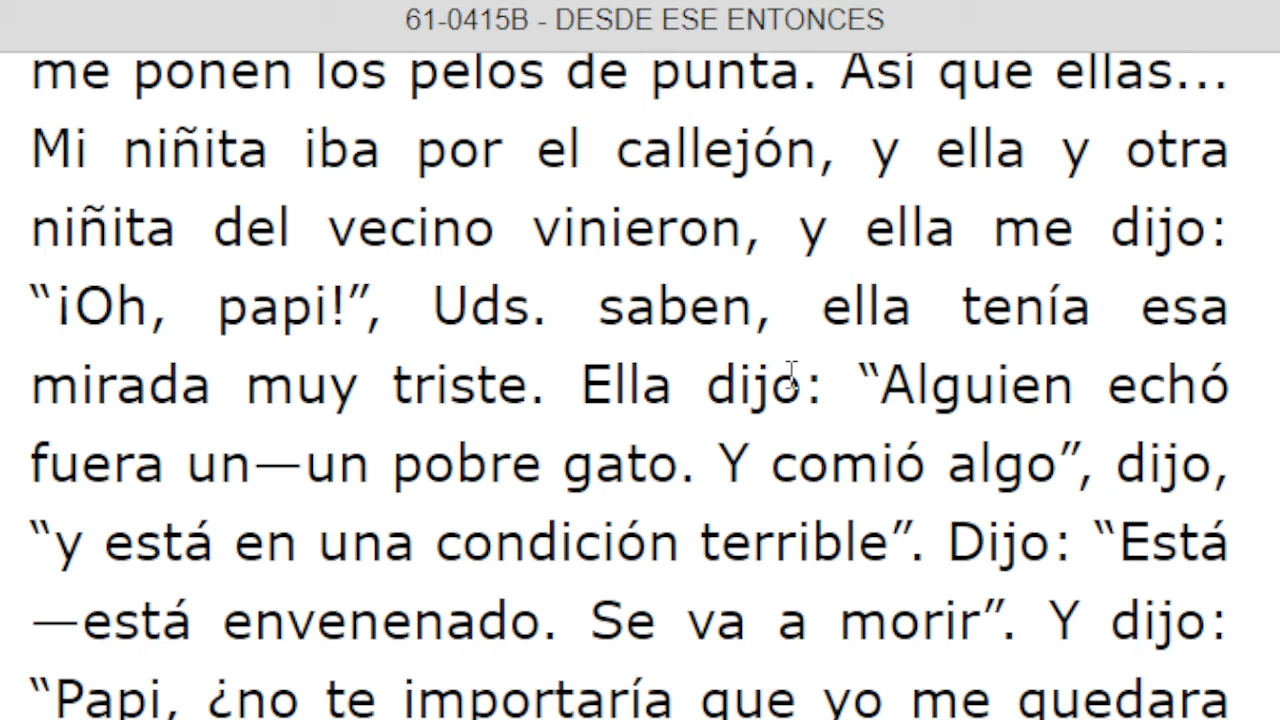 61-0415B - DESDE ESE ENTONCES
me ponen los pelos de punta. Así que ellas...
Mi niñita iba por el callejón, y ella y otra
niñita del vecino vinieron, y ella me dijo:
“¡Oh, papi!”, Uds. saben, ella tenía esa
mirada muy triste. Ella dijo: “Alguien echó
fuera un—un pobre gato. Y comió algo”, dijo,
“y está en una condición terrible”. Dijo: “Está
—está envenenado. Se va a morir”. Y dijo:
“Papi, ¿no te importaría que yo me quedara